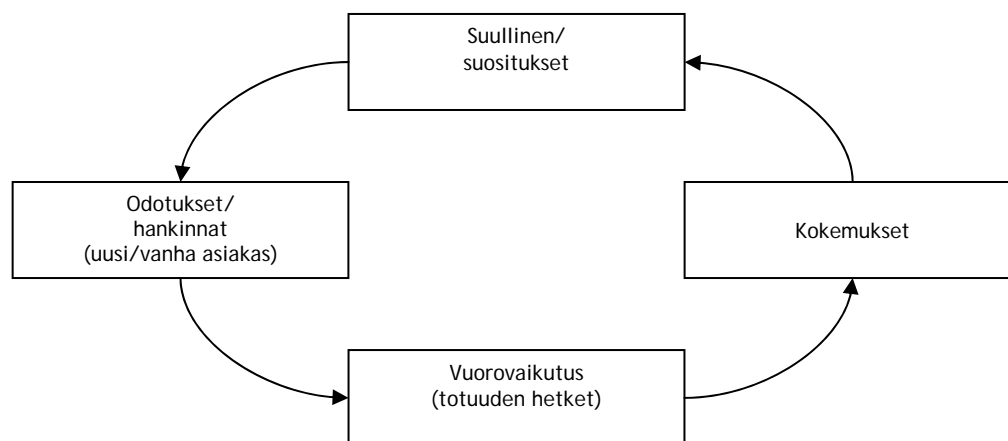 Suullinen/
suositukset
Odotukset/
hankinnat
(uusi/vanha asiakas)
Kokemukset
Vuorovaikutus
(totuuden hetket)